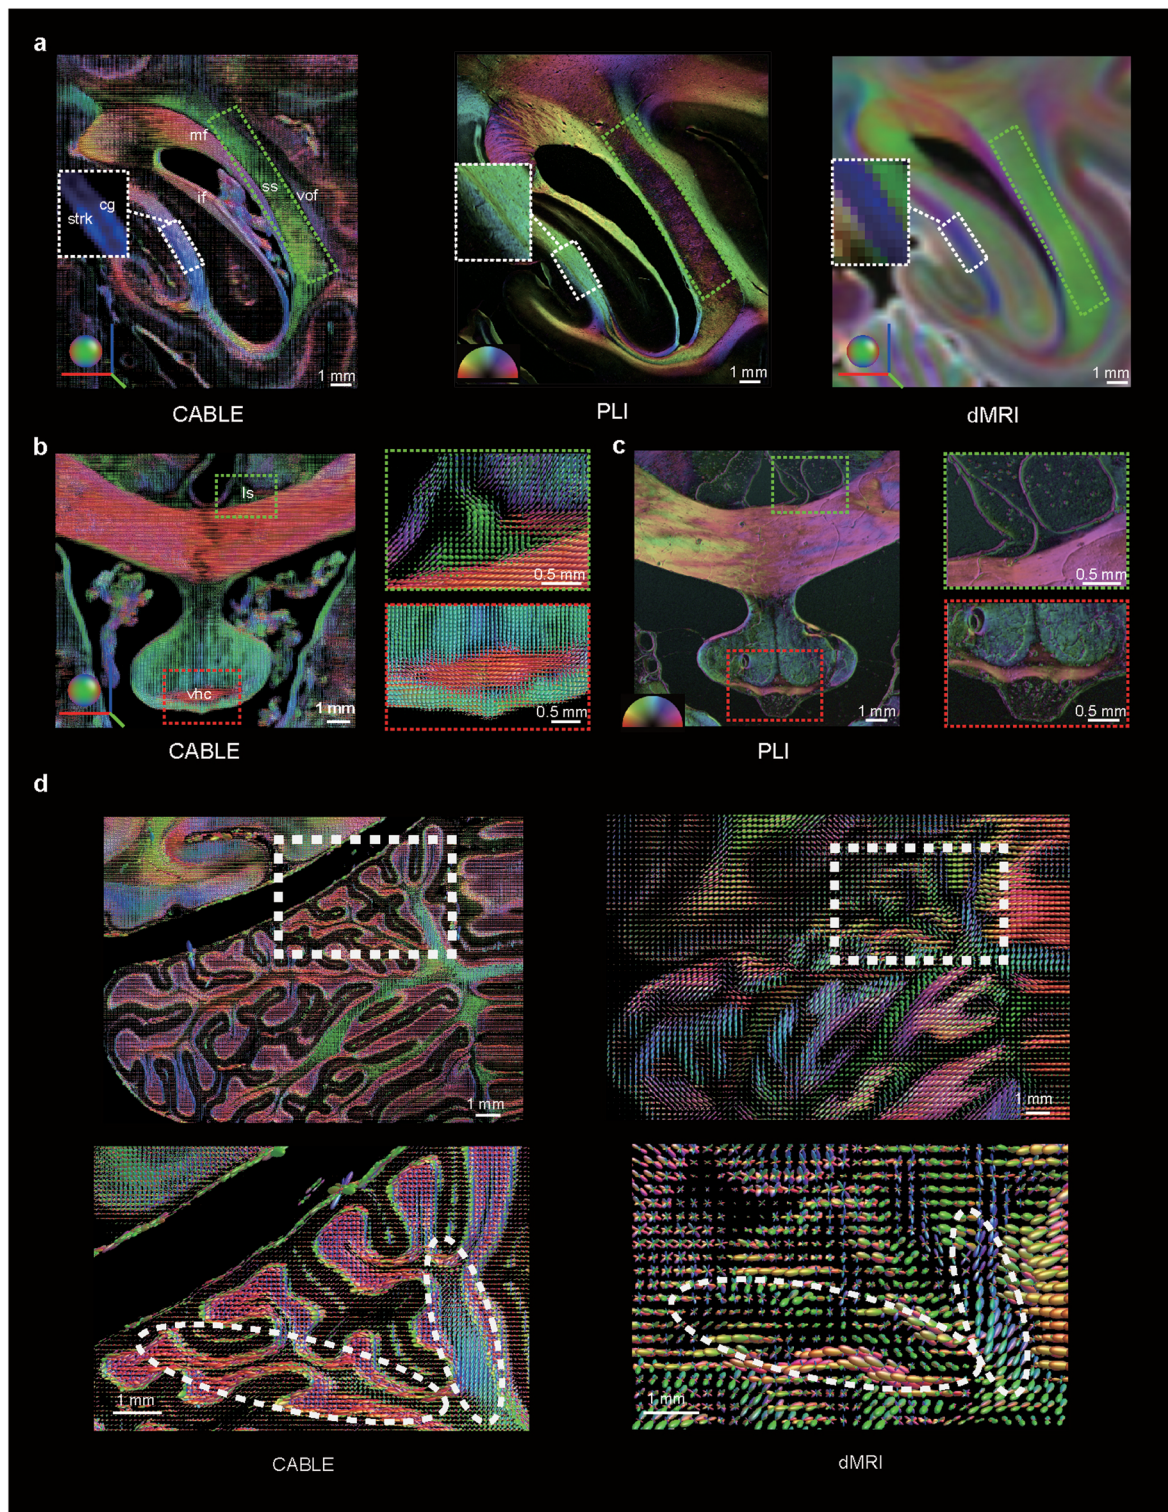 a
mf
ss
vof
if
cg
strk
1 mm
1 mm
1 mm
CABLE
PLI
dMRI
b
c
ls
0.5 mm
0.5 mm
vhc
0.5 mm
0.5 mm
1 mm
1 mm
CABLE
PLI
d
1 mm
1 mm
1 mm
1 mm
CABLE
dMRI